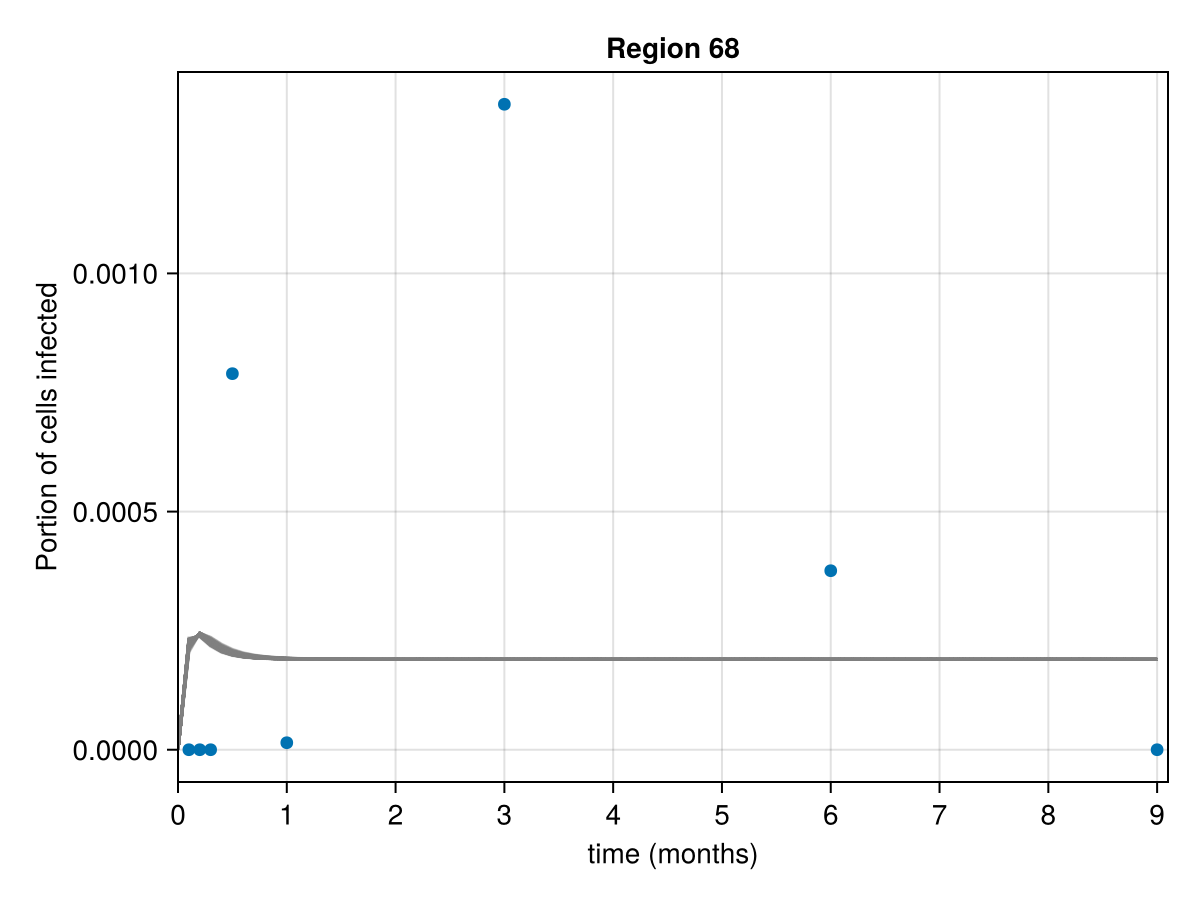 Region 68
Portion of cells infected
0.0010
0.0005
0.0000
0 1 2 3 4 5 6 7 8 9
time (months)